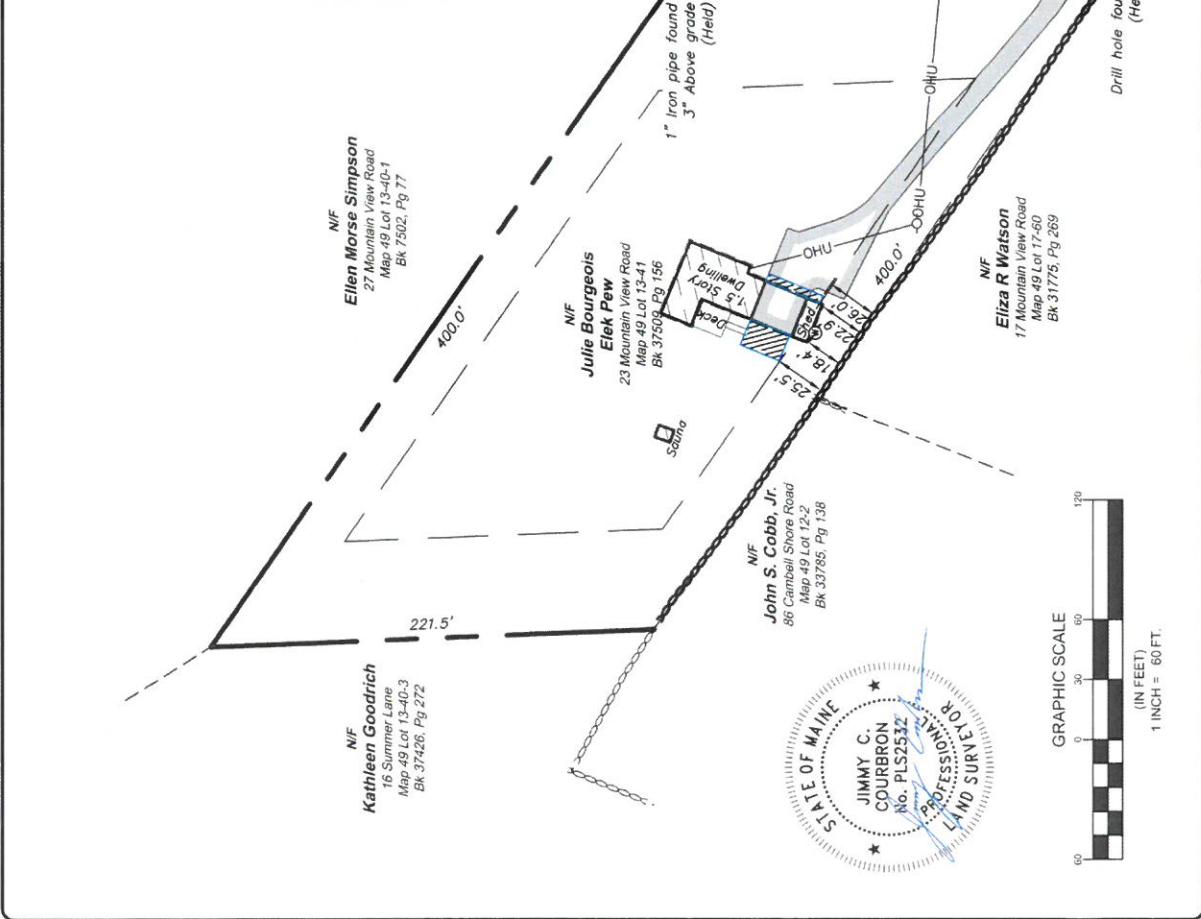 1" Iron pipe found
3" Above grade
(Held)
N/F
Ellen Morse Simpson
27 Mountain View Road
Map 49 Lot 13-40-1
Bk 7502, Pg 77
400.0'
OHU
Drill hole fou
(He
N/F
Julie Bourgeois
Elek Pew
23 Mountain View Road
Map 49 Lot 13-41
Bk 37509, Pg 156
1.5 Story
Dwelling
Deck
Shed
OHU
OHU
400.0'
26.0'
22.9'
18.4'
25.5'
Sauna
N/F
Eliza R Watson
17 Mountain View Road
Map 49 Lot 17-60
Bk 31775, Pg 269
221.5'
N/F
Kathleen Goodrich
16 Summer Lane
Map 49 Lot 13-40-3
Bk 37426, Pg 272
N/F
John S. Cobb, Jr.
86 Cambell Shore Road
Map 49 Lot 12-2
Bk 33785, Pg 138
STATE OF MAINE
JIMMY C.
COURBRON
No. PLS2532
PROFESSIONAL
LAND SURVEYOR
GRAPHIC SCALE
60 0 30 60 120
(IN FEET)
1 INCH = 60 FT.